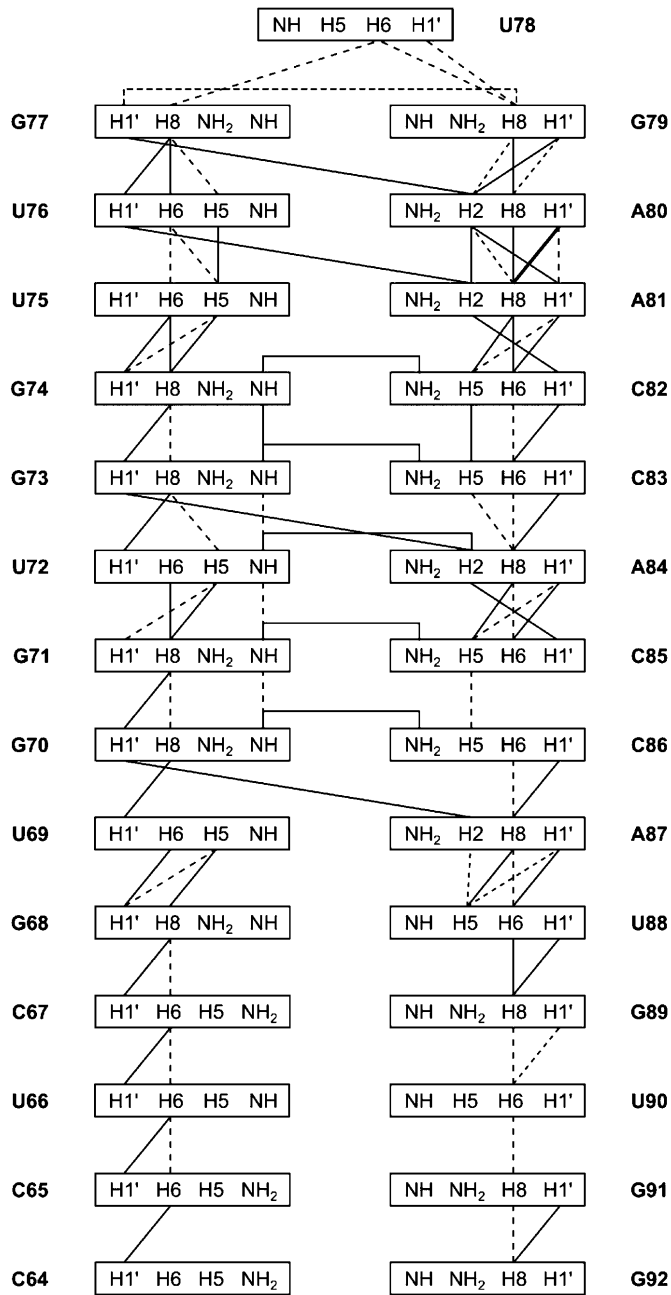 NH H5 H6 H1' U78
G77 H1' H8 NH₂ NH NH NH₂ H8 H1' G79
U76 H1' H6 H5 NH NH₂ H2 H8 H1' A80
U75 H1' H6 H5 NH NH₂ H2 H8 H1' A81
G74 H1' H8 NH₂ NH NH₂ H5 H6 H1' C82
G73 H1' H8 NH₂ NH NH₂ H5 H6 H1' C83
U72 H1' H6 H5 NH NH₂ H2 H8 H1' A84
G71 H1' H8 NH₂ NH NH₂ H5 H6 H1' C85
G70 H1' H8 NH₂ NH NH₂ H5 H6 H1' C86
U69 H1' H6 H5 NH NH₂ H2 H8 H1' A87
G68 H1' H8 NH₂ NH NH H5 H6 H1' U88
C67 H1' H6 H5 NH₂ NH NH₂ H8 H1' G89
U66 H1' H6 H5 NH NH H5 H6 H1' U90
C65 H1' H6 H5 NH₂ NH NH₂ H8 H1' G91
C64 H1' H6 H5 NH₂ NH NH₂ H8 H1' G92